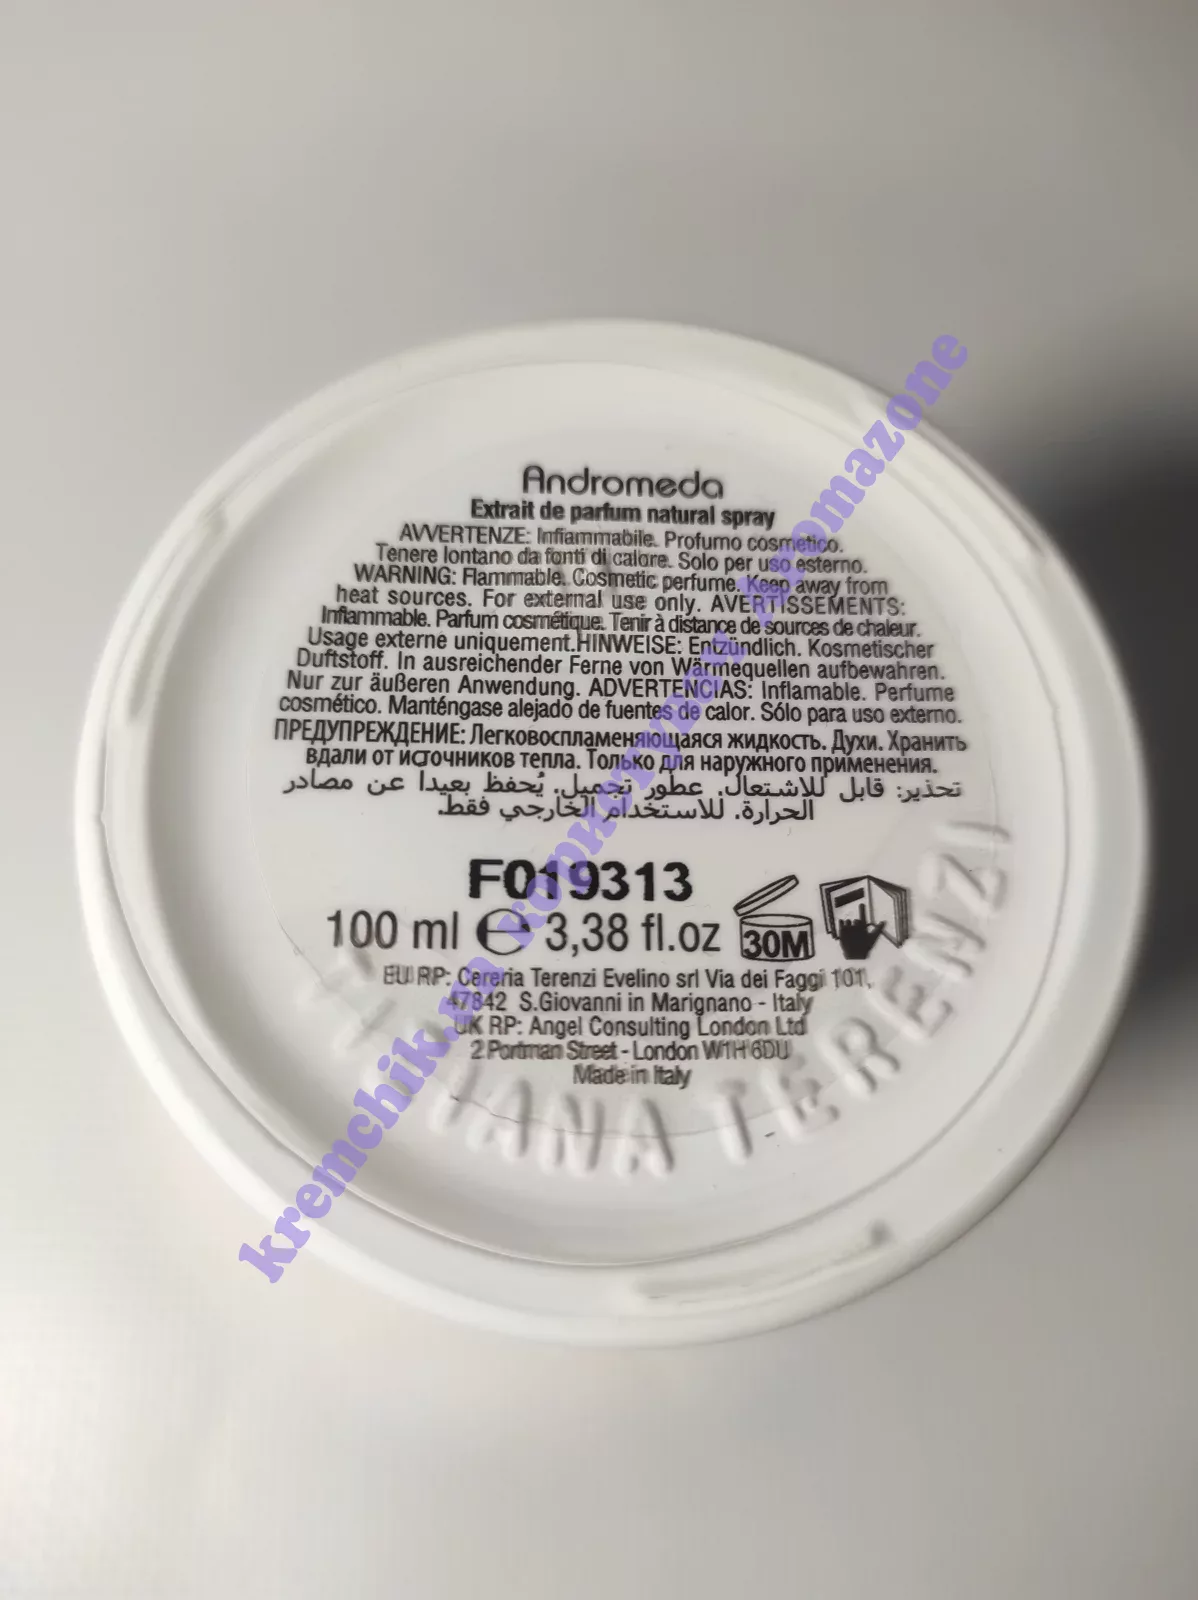 Andromeda
Extrait de parfum natural spray
AVVERTENZE: Infiammabile. Profumo cosmetico.
Tenere lontano da fonti di calore. Solo per uso esterno.
WARNING: Flammable. Cosmetic perfume. Keep away from
heat sources. For external use only. AVERTISSEMENTS:
Inflammable. Parfum cosmétique. Tenir à distance de sources de chaleur.
Usage externe uniquement.HINWEISE: Entzündlich. Kosmetischer
Duftstoff. In ausreichender Ferne von Wärmequellen aufbewahren.
Nur zur äußeren Anwendung. ADVERTENCIAS: Inflamable. Perfume
cosmético. Manténgase alejado de fuentes de calor. Sólo para uso externo.
ПРЕДУПРЕЖДЕНИЕ: Легковоспламеняющаяся жидкость. Духи. Хранить
вдали от источников тепла. Только для наружного применения.
تحذير: قابل للاشتعال. عطور تجميل. يُحفظ بعيدا عن مصادر
الحرارة. للاستخدام الخارجي فقط.
F019313
100 ml ℮ 3,38 fl.oz
30M
EU RP: Cereria Terenzi Evelino srl Via dei Faggi 101,
47842 S.Giovanni in Marignano - Italy
UK RP: Angel Consulting London Ltd
2 Portman Street - London W1H 6DU
Made in Italy
TIZIANA TERENZI
kremchik.ua користувач Aromazone